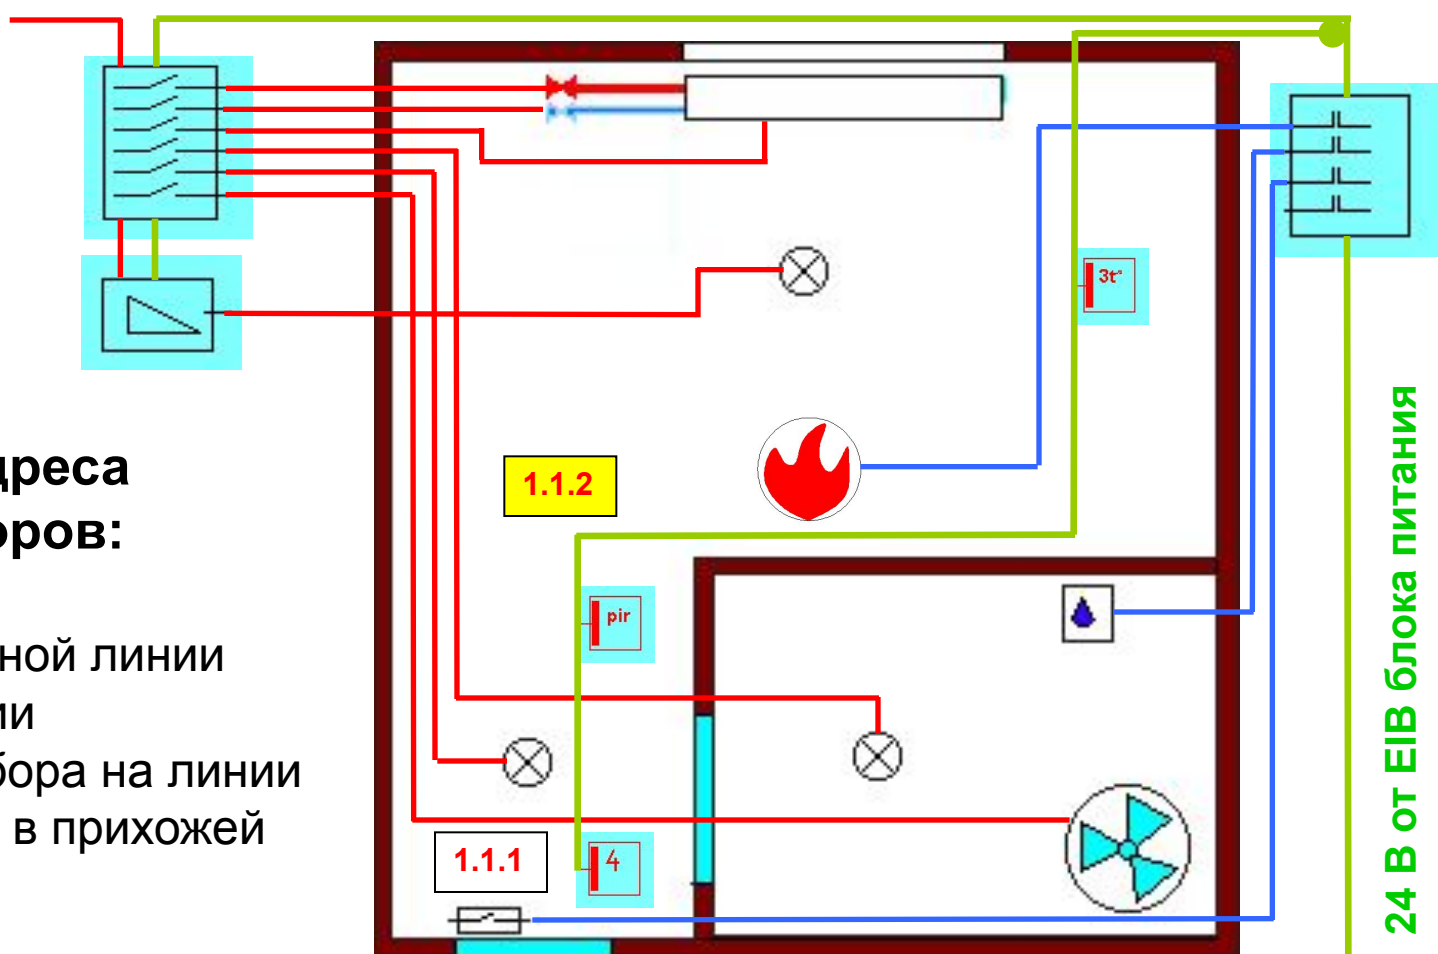 3t°
дреса
оров:
1.1.2
ной линии
ии
бора на линии
в прихожей
pir
1.1.1
4
24 В от EIB блока питания